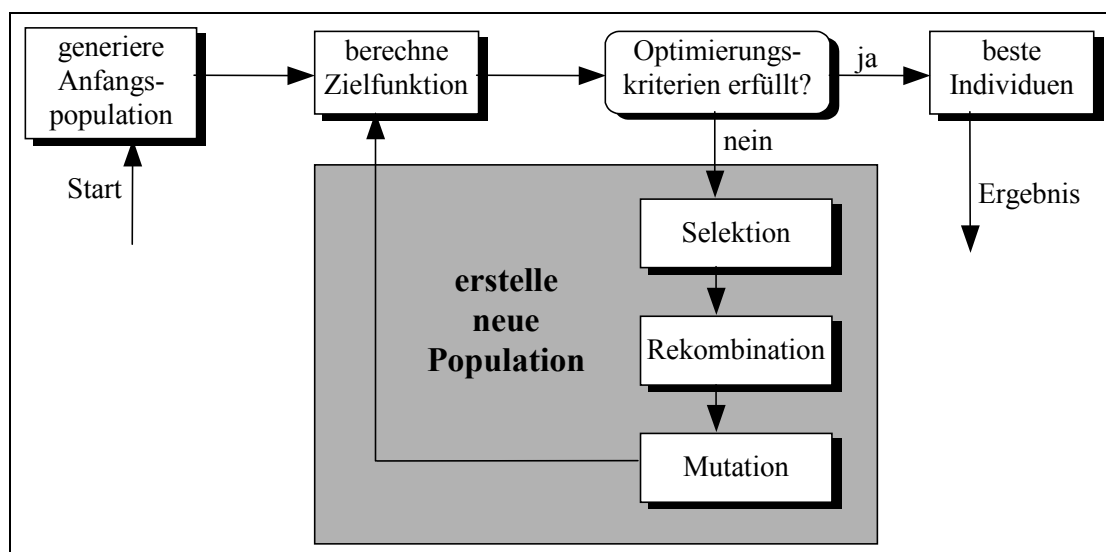 generiere
Anfangs-
population
berechne
Zielfunktion
Optimierungs-
kriterien erfüllt?
ja
beste
Individuen
Start
nein
Ergebnis
Selektion
erstelle
neue
Population
Rekombination
Mutation